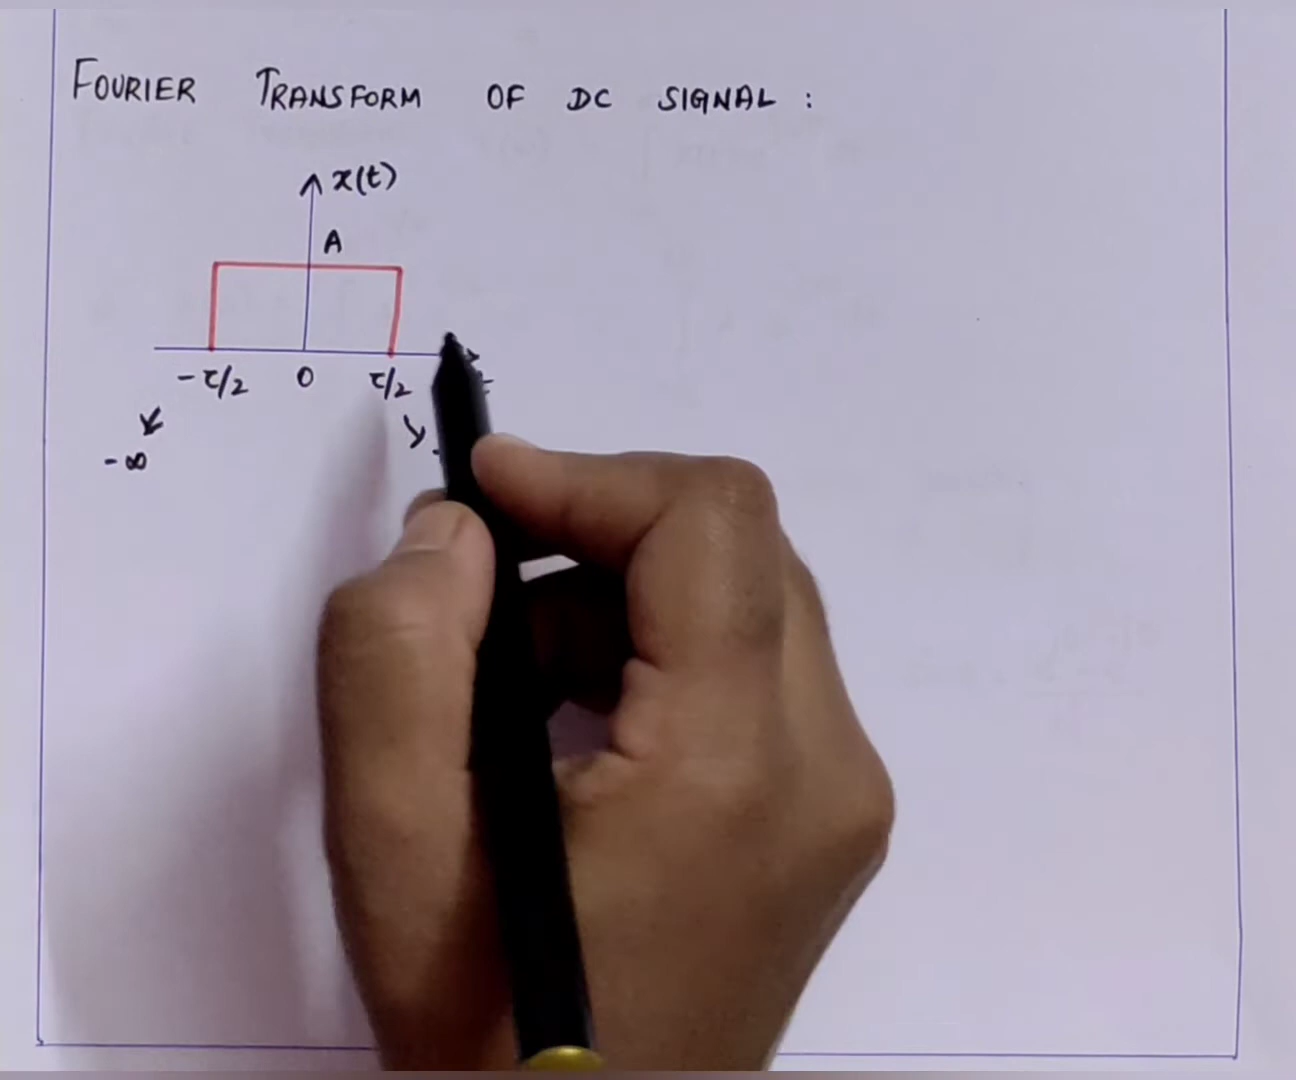 FOURIER TRANSFORM OF DC SIGNAL :
x(t)
A
-τ/2 0 τ/2
-∞